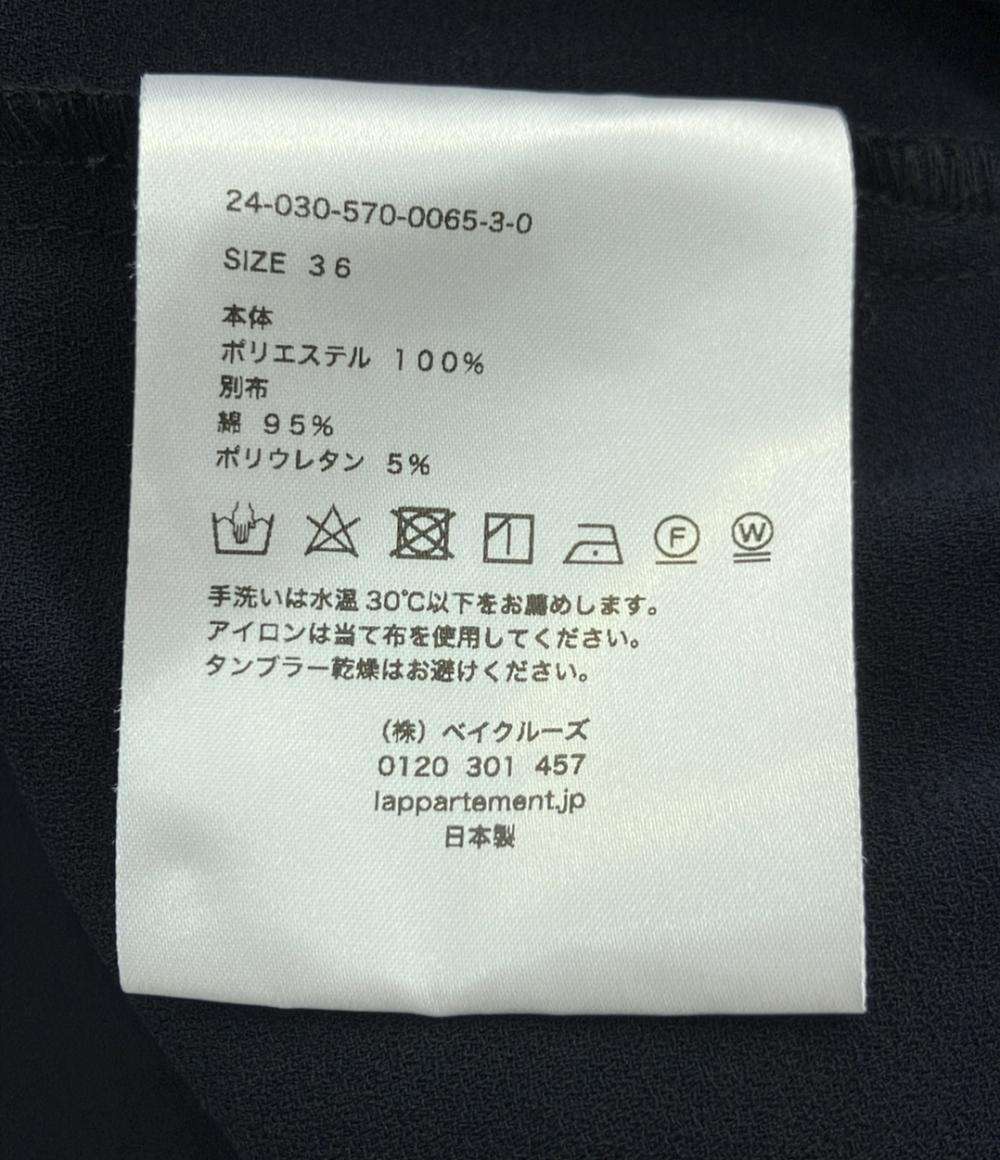 24-030-570-0065-3-0
SIZE 36
本体
ポリエステル 100%
別布
綿 95%
ポリウレタン 5%
F W
手洗いは水温30℃以下をお薦めします。
アイロンは当て布を使用してください。
タンブラー乾燥はお避けください。
（株）ベイクルーズ
0120 301 457
lappartement.jp
日本製